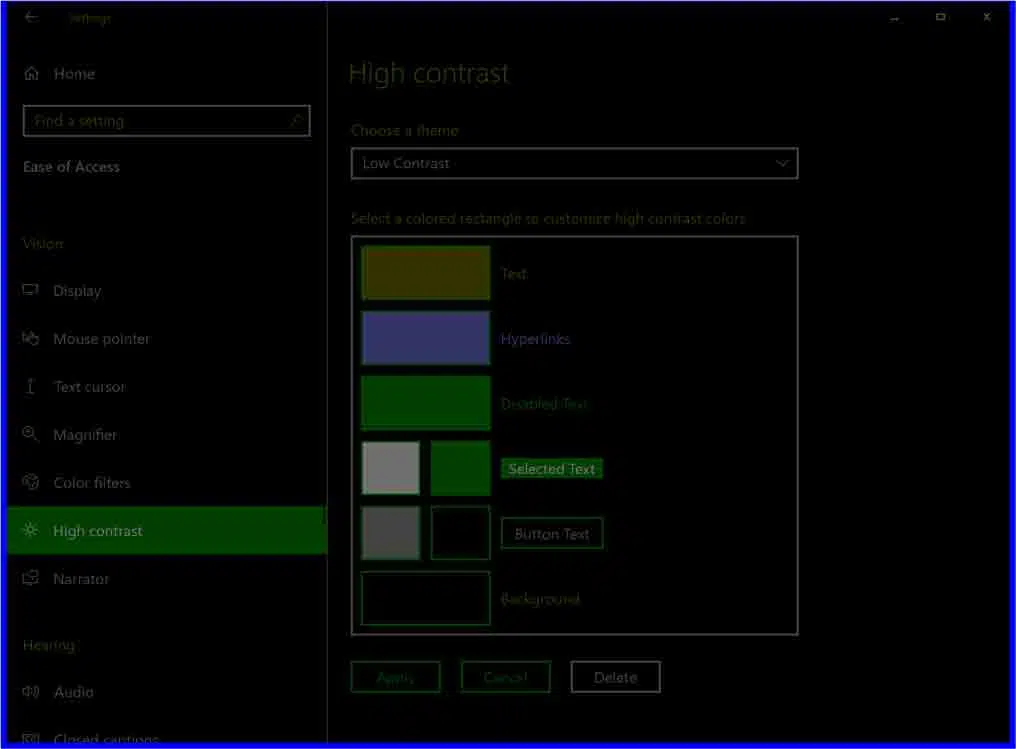 Settings
Home
Find a setting
Ease of Access
Vision
Display
Mouse pointer
Text cursor
Magnifier
Color filters
High contrast
Narrator
Hearing
Audio
Closed captions
High contrast
Choose a theme
Low Contrast
Select a colored rectangle to customize high contrast colors
Text
Hyperlinks
Disabled Text
Selected Text
Button Text
Background
Apply
Cancel
Delete